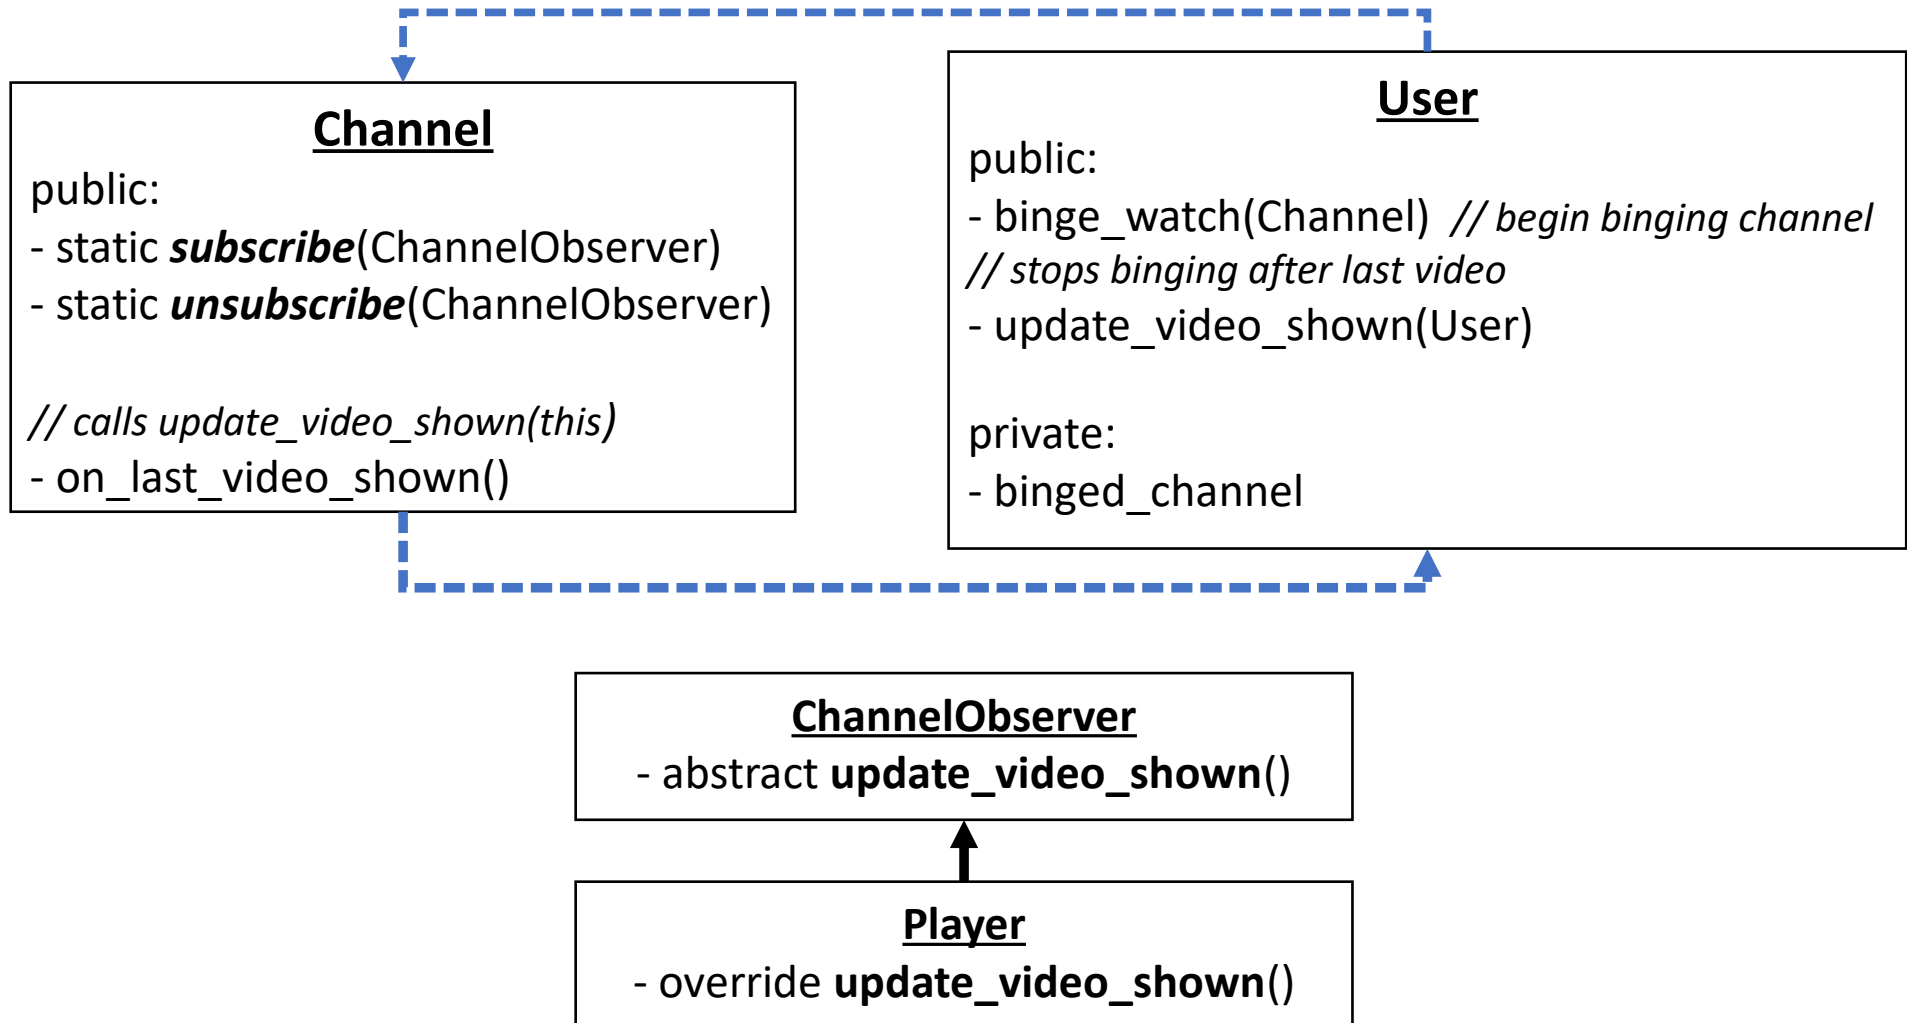 Channel
public:
- static subscribe(ChannelObserver)
- static unsubscribe(ChannelObserver)
// calls update_video_shown(this)
- on_last_video_shown()
User
public:
- binge_watch(Channel) // begin binging channel
// stops binging after last video
- update_video_shown(User)
private:
- binged_channel
ChannelObserver
- abstract update_video_shown()
Player
- override update_video_shown()